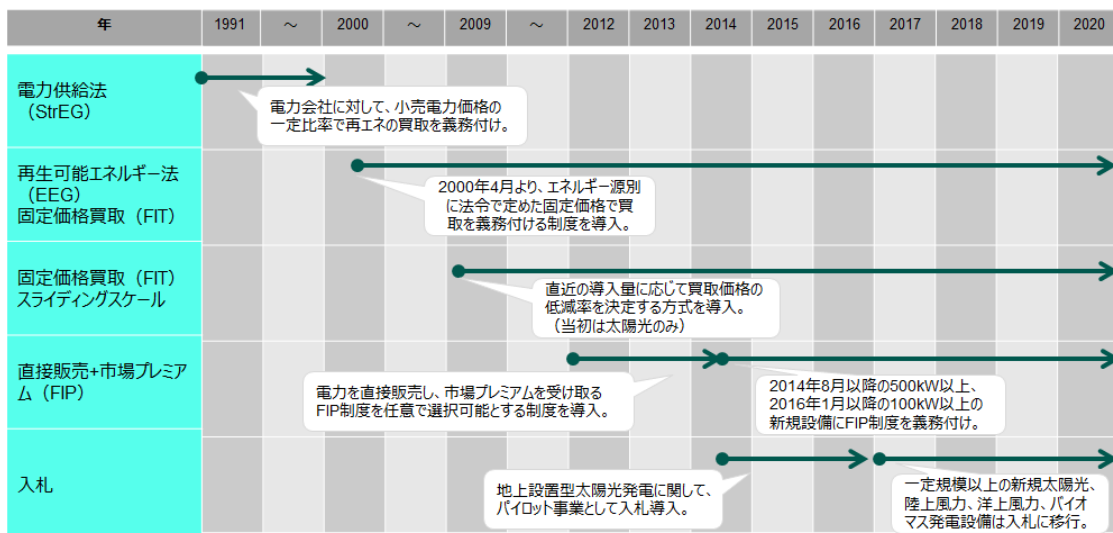 年 1991 ～ 2000 ～ 2009 ～ 2012 2013 2014 2015 2016 2017 2018 2019 2020
電力供給法
（StrEG）
電力会社に対して、小売電力価格の
一定比率で再エネの買取を義務付け。
再生可能エネルギー法
（EEG）
固定価格買取（FIT）
2000年4月より、エネルギー源別
に法令で定めた固定価格で買
取を義務付ける制度を導入。
固定価格買取（FIT）
スライディングスケール
直近の導入量に応じて買取価格の
低減率を決定する方式を導入。
（当初は太陽光のみ）
直接販売+市場プレミア
ム（FIP）
電力を直接販売し、市場プレミアムを受け取る
FIP制度を任意で選択可能とする制度を導入。
2014年8月以降の500kW以上、
2016年1月以降の100kW以上の
新規設備にFIP制度を義務付け。
入札
地上設置型太陽光発電に関して、
パイロット事業として入札導入。
一定規模以上の新規太陽光、
陸上風力、洋上風力、バイオ
マス発電設備は入札に移行。